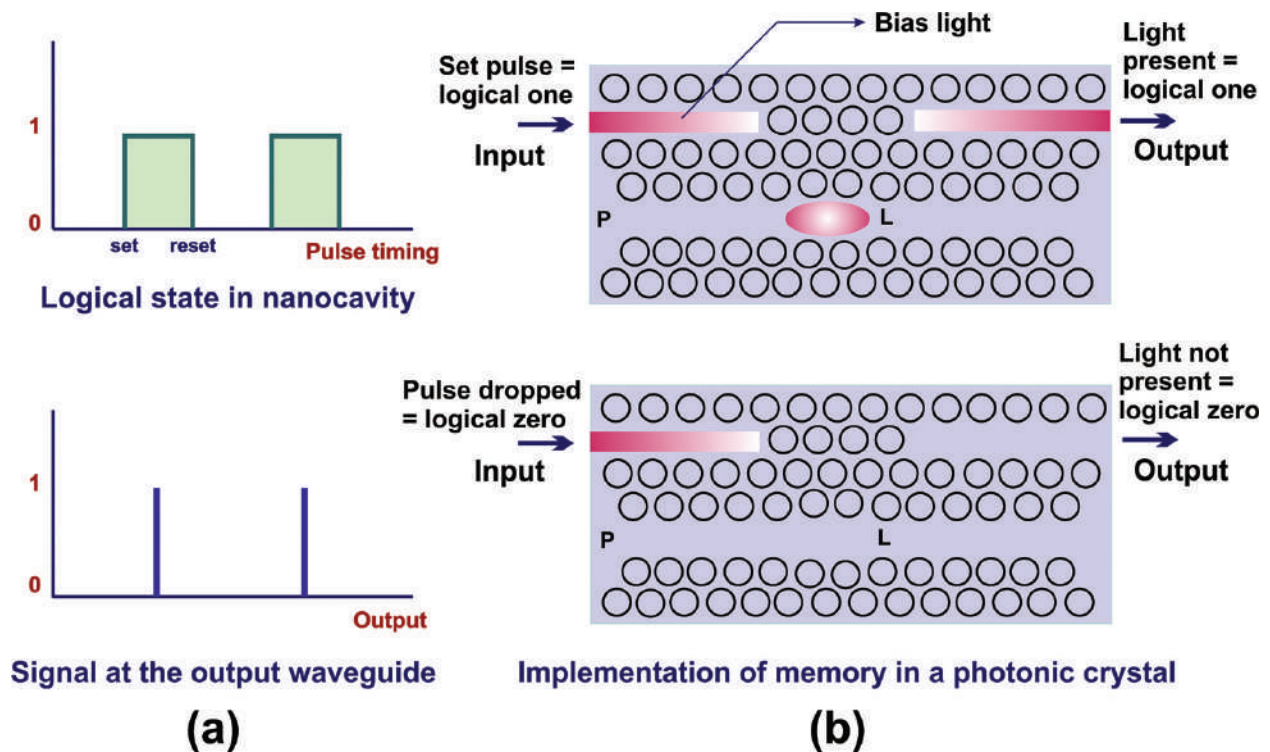 1
0
set
reset
Pulse timing
Logical state in nanocavity
1
0
Output
Signal at the output waveguide
(a)
Bias light
Set pulse =
logical one
Input
Light
present =
logical one
Output
P
L
Pulse dropped
= logical zero
Input
Light not
present =
logical zero
Output
P
L
Implementation of memory in a photonic crystal
(b)